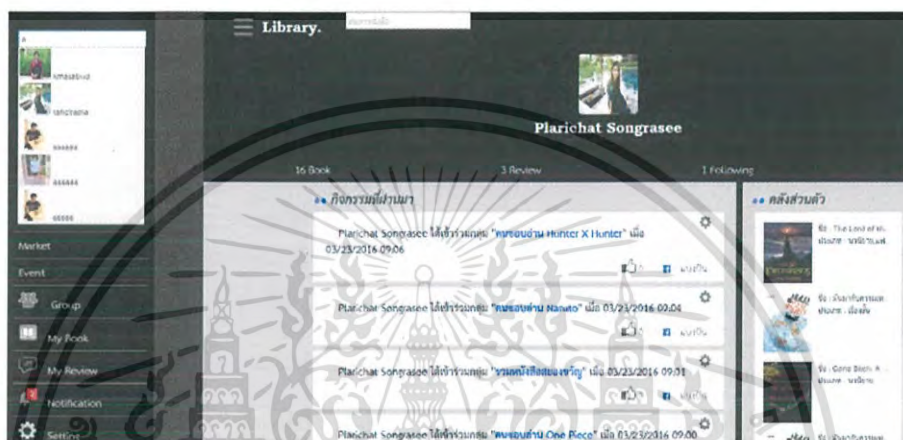 Library.
Plarichat Songrasee
16 Book
3 Review
1 Following
กิจกรรมที่ผ่านมา
Plarichat Songrasee ได้เข้าร่วมกลุ่ม "คนชอบอ่าน Hunter X Hunter" เมื่อ
03/23/2016 09:06
Plarichat Songrasee ได้เข้าร่วมกลุ่ม "คนชอบอ่าน Naruto" เมื่อ 03/23/2016 09:04
Plarichat Songrasee ได้เข้าร่วมกลุ่ม "รวมหนังสือสยองขวัญ" เมื่อ 03/23/2016 09:01
Plarichat Songrasee ได้เข้าร่วมกลุ่ม "คนชอบอ่าน One Piece" เมื่อ 03/23/2016 09:00
คลังส่วนตัว
ชื่อ : The Lord of
Market
Event
Group
My Book
My Review
Notification
Setting